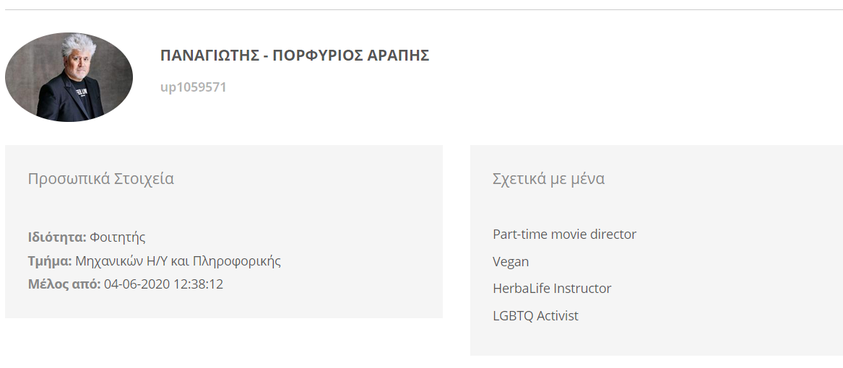 ΠΑΝΑΓΙΩΤΗΣ - ΠΟΡΦΥΡΙΟΣ ΑΡΑΠΗΣ
up1059571
Προσωπικά Στοιχεία
Ιδιότητα: Φοιτητής
Τμήμα: Μηχανικών Η/Υ και Πληροφορικής
Μέλος από: 04-06-2020 12:38:12
Σχετικά με μένα
Part-time movie director
Vegan
HerbaLife Instructor
LGBTQ Activist